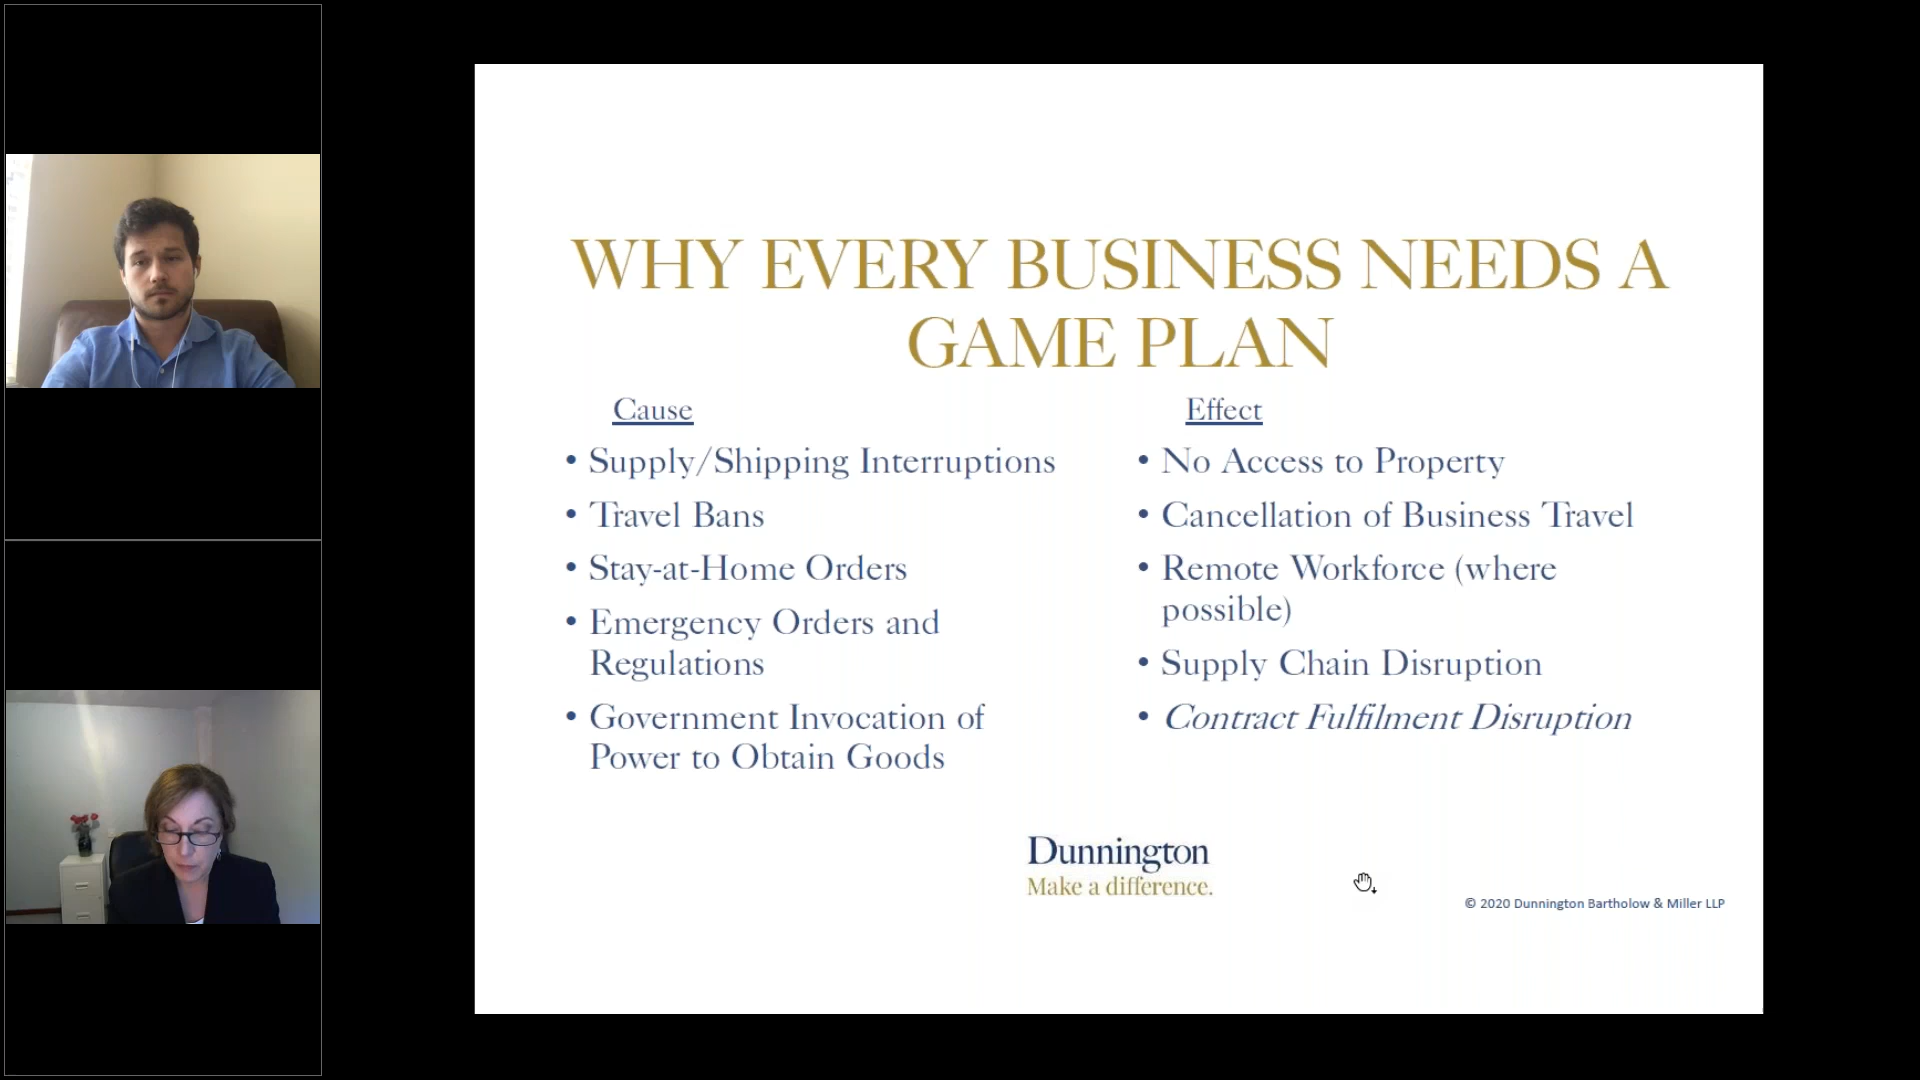 WHY EVERY BUSINESS NEEDS A
GAME PLAN
Cause
• Supply/Shipping Interruptions
• Travel Bans
• Stay-at-Home Orders
• Emergency Orders and
Regulations
• Government Invocation of
Power to Obtain Goods
Effect
• No Access to Property
• Cancellation of Business Travel
• Remote Workforce (where
possible)
• Supply Chain Disruption
• Contract Fulfilment Disruption
Dunnington
Make a difference.
© 2020 Dunnington Bartholow & Miller LLP